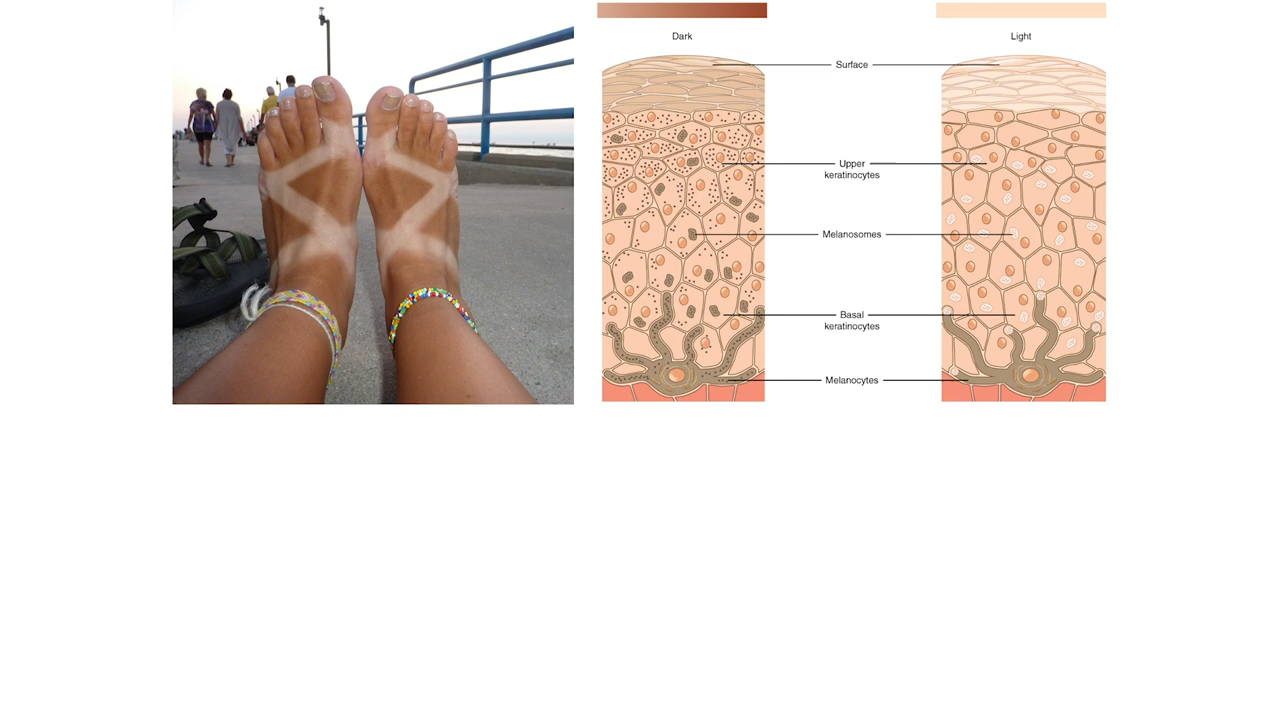 Dark
Light
Surface
Upper
keratinocytes
Melanosomes
Basal
keratinocytes
Melanocytes